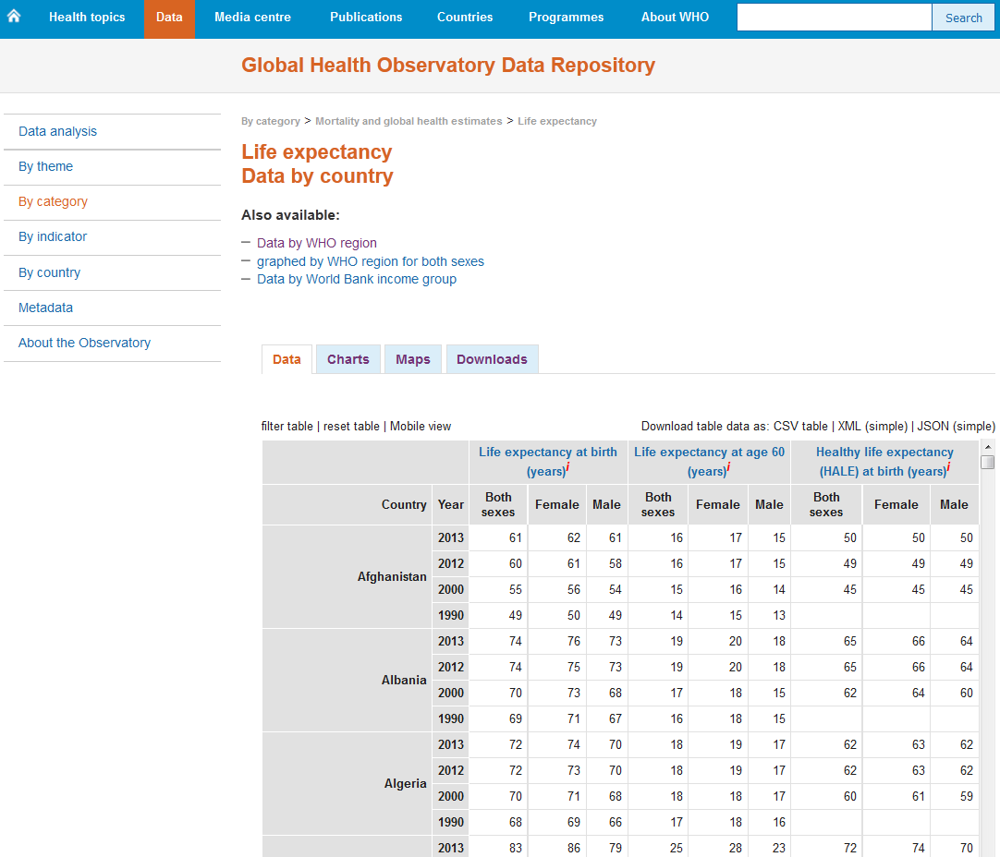 Health topics Data Media centre Publications Countries Programmes About WHO Search
Global Health Observatory Data Repository
Data analysis
By theme
By category
By indicator
By country
Metadata
About the Observatory
By category > Mortality and global health estimates > Life expectancy
Life expectancy
Data by country
Also available:
– Data by WHO region
– graphed by WHO region for both sexes
– Data by World Bank income group
Data Charts Maps Downloads
filter table | reset table | Mobile view Download table data as: CSV table | XML (simple) | JSON (simple)
Life expectancy at birth (years)i Life expectancy at age 60 (years)i Healthy life expectancy (HALE) at birth (years)i
Country Year Both sexes Female Male Both sexes Female Male Both sexes Female Male
Afghanistan
2013 61 62 61 16 17 15 50 50 50
2012 60 61 58 16 17 15 49 49 49
2000 55 56 54 15 16 14 45 45 45
1990 49 50 49 14 15 13
Albania
2013 74 76 73 19 20 18 65 66 64
2012 74 75 73 19 20 18 65 66 64
2000 70 73 68 17 18 15 62 64 60
1990 69 71 67 16 18 15
Algeria
2013 72 74 70 18 19 17 62 63 62
2012 72 73 70 18 19 17 62 63 62
2000 70 71 68 18 18 17 60 61 59
1990 68 69 66 17 18 16
2013 83 86 79 25 28 23 72 74 70